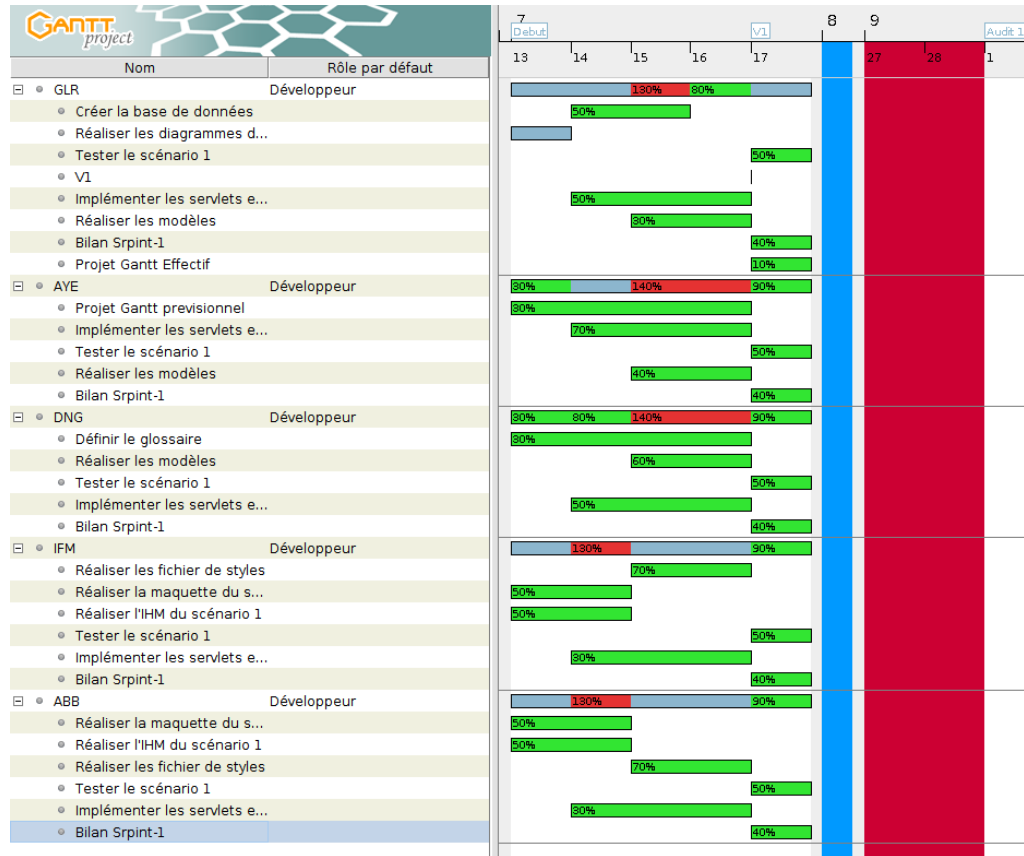 GANTT
project
7
8
9
Debut
V1
Audit 1
13 14 15 16 17 27 28 1
Nom Rôle par défaut
GLR Développeur 130% 80%
Créer la base de données 50%
Réaliser les diagrammes d...
Tester le scénario 1 50%
V1
Implémenter les servlets e... 50%
Réaliser les modèles 30%
Bilan Srpint-1 40%
Projet Gantt Effectif 10%
AYE Développeur 30% 140% 90%
Projet Gantt previsionnel 30%
Implémenter les servlets e... 70%
Tester le scénario 1 50%
Réaliser les modèles 40%
Bilan Srpint-1 40%
DNG Développeur 30% 80% 140% 90%
Définir le glossaire 30%
Réaliser les modèles 60%
Tester le scénario 1 50%
Implémenter les servlets e... 50%
Bilan Srpint-1 40%
IFM Développeur 130% 90%
Réaliser les fichier de styles 70%
Réaliser la maquette du s... 50%
Réaliser l'IHM du scénario 1 50%
Tester le scénario 1 50%
Implémenter les servlets e... 30%
Bilan Srpint-1 40%
ABB Développeur 130% 90%
Réaliser la maquette du s... 50%
Réaliser l'IHM du scénario 1 50%
Réaliser les fichier de styles 70%
Tester le scénario 1 50%
Implémenter les servlets e... 30%
Bilan Srpint-1 40%